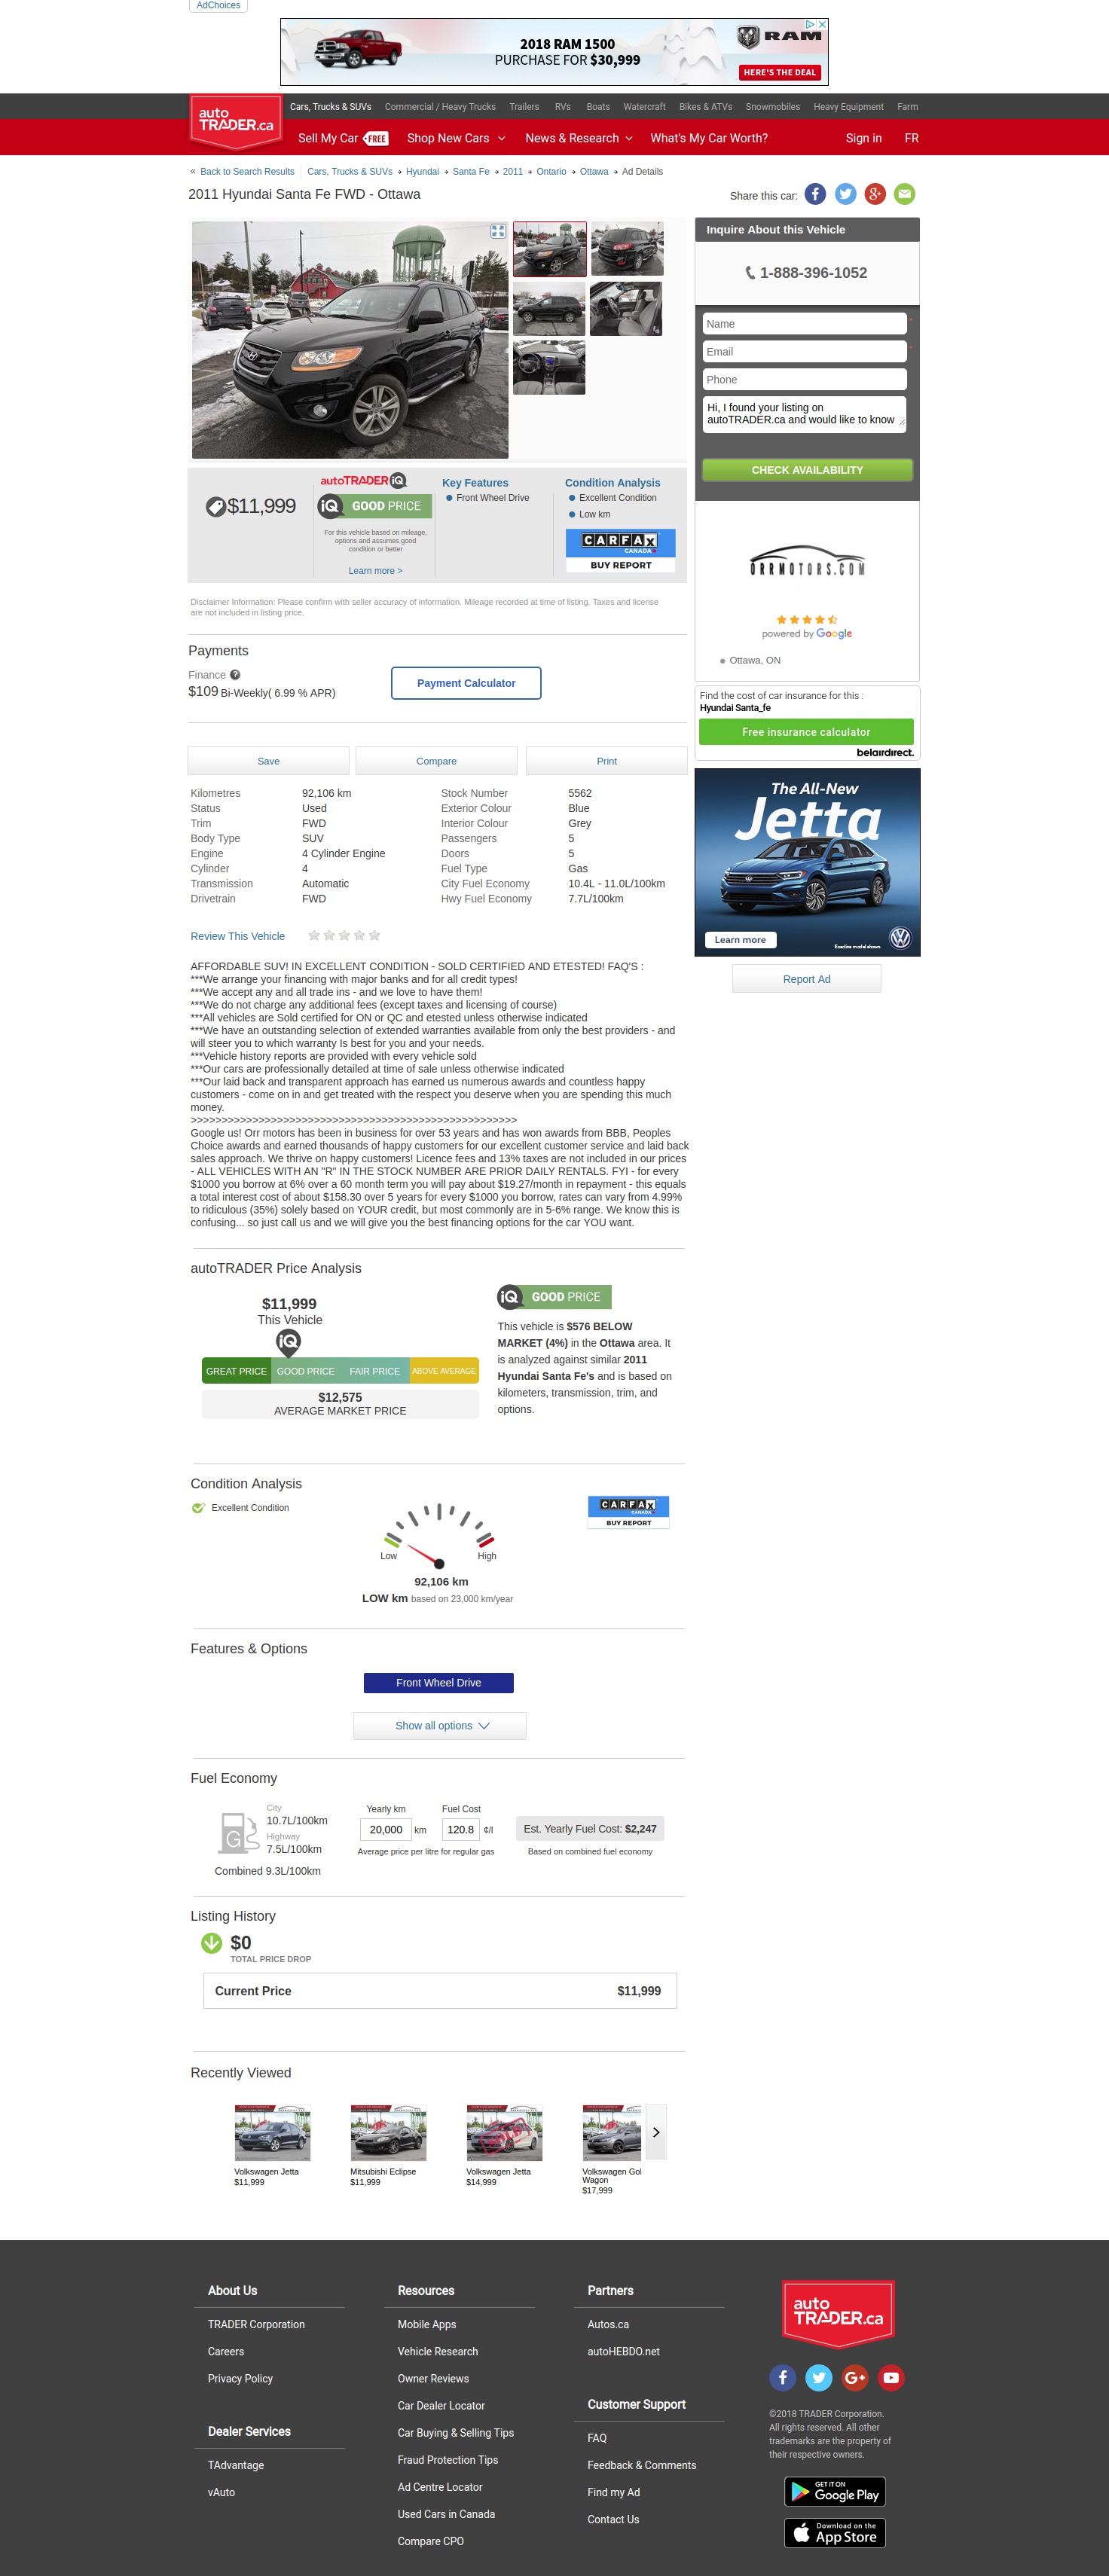 AdChoices
2018 RAM 1500
PURCHASE FOR $30,999
RAM
HERE'S THE DEAL
auto
TRADER.ca
Cars, Trucks & SUVs Commercial / Heavy Trucks Trailers RVs Boats Watercraft Bikes & ATVs Snowmobiles Heavy Equipment Farm
Sell My Car FREE Shop New Cars News & Research What's My Car Worth? Sign in FR
« Back to Search Results Cars, Trucks & SUVs Hyundai Santa Fe 2011 Ontario Ottawa Ad Details
2011 Hyundai Santa Fe FWD - Ottawa
Share this car:
Inquire About this Vehicle
1-888-396-1052
Name
Email
Phone
Hi, I found your listing on
autoTRADER.ca and would like to know
CHECK AVAILABILITY
$11,999
autoTRADER iQ
iQ GOOD PRICE
For this vehicle based on mileage,
options and assumes good
condition or better
Learn more >
Key Features
Front Wheel Drive
Condition Analysis
Excellent Condition
Low km
CARFAX
CANADA
BUY REPORT
ORRMOTORS.COM
powered by Google
Ottawa, ON
Disclaimer Information: Please confirm with seller accuracy of information. Mileage recorded at time of listing. Taxes and license
are not included in listing price.
Payments
Finance ?
$109 Bi-Weekly( 6.99 % APR)
Payment Calculator
Find the cost of car insurance for this :
Hyundai Santa_fe
Free insurance calculator
belairdirect.
Save Compare Print
Kilometres 92,106 km Stock Number 5562
Status Used Exterior Colour Blue
Trim FWD Interior Colour Grey
Body Type SUV Passengers 5
Engine 4 Cylinder Engine Doors 5
Cylinder 4 Fuel Type Gas
Transmission Automatic City Fuel Economy 10.4L - 11.0L/100km
Drivetrain FWD Hwy Fuel Economy 7.7L/100km
The All-New
Jetta
Learn more
Execline model shown
Report Ad
Review This Vehicle
AFFORDABLE SUV! IN EXCELLENT CONDITION - SOLD CERTIFIED AND ETESTED! FAQ'S :
***We arrange your financing with major banks and for all credit types!
***We accept any and all trade ins - and we love to have them!
***We do not charge any additional fees (except taxes and licensing of course)
***All vehicles are Sold certified for ON or QC and etested unless otherwise indicated
***We have an outstanding selection of extended warranties available from only the best providers - and
will steer you to which warranty Is best for you and your needs.
***Vehicle history reports are provided with every vehicle sold
***Our cars are professionally detailed at time of sale unless otherwise indicated
***Our laid back and transparent approach has earned us numerous awards and countless happy
customers - come on in and get treated with the respect you deserve when you are spending this much
money.
>>>>>>>>>>>>>>>>>>>>>>>>>>>>>>>>>>>>>>>>>>>>>>>>>>>>>
Google us! Orr motors has been in business for over 53 years and has won awards from BBB, Peoples
Choice awards and earned thousands of happy customers for our excellent customer service and laid back
sales approach. We thrive on happy customers! Licence fees and 13% taxes are not included in our prices
- ALL VEHICLES WITH AN "R" IN THE STOCK NUMBER ARE PRIOR DAILY RENTALS. FYI - for every
$1000 you borrow at 6% over a 60 month term you will pay about $19.27/month in repayment - this equals
a total interest cost of about $158.30 over 5 years for every $1000 you borrow, rates can vary from 4.99%
to ridiculous (35%) solely based on YOUR credit, but most commonly are in 5-6% range. We know this is
confusing... so just call us and we will give you the best financing options for the car YOU want.
autoTRADER Price Analysis
$11,999
This Vehicle
iQ
GREAT PRICE GOOD PRICE FAIR PRICE ABOVE AVERAGE
$12,575
AVERAGE MARKET PRICE
iQ GOOD PRICE
This vehicle is $576 BELOW
MARKET (4%) in the Ottawa area. It
is analyzed against similar 2011
Hyundai Santa Fe's and is based on
kilometers, transmission, trim, and
options.
Condition Analysis
Excellent Condition
Low High
92,106 km
LOW km based on 23,000 km/year
CARFAX
CANADA
BUY REPORT
Features & Options
Front Wheel Drive
Show all options
Fuel Economy
City
10.7L/100km
Highway
7.5L/100km
Combined 9.3L/100km
G
Yearly km Fuel Cost
20,000 km 120.8 ¢/l
Average price per litre for regular gas
Est. Yearly Fuel Cost: $2,247
Based on combined fuel economy
Listing History
$0
TOTAL PRICE DROP
Current Price $11,999
Recently Viewed
Volkswagen Jetta
$11,999
Mitsubishi Eclipse
$11,999
Volkswagen Jetta
$14,999
Volkswagen Gol
Wagon
$17,999
About Us
TRADER Corporation
Careers
Privacy Policy
Dealer Services
TAdvantage
vAuto
Resources
Mobile Apps
Vehicle Research
Owner Reviews
Car Dealer Locator
Car Buying & Selling Tips
Fraud Protection Tips
Ad Centre Locator
Used Cars in Canada
Compare CPO
Partners
Autos.ca
autoHEBDO.net
Customer Support
FAQ
Feedback & Comments
Find my Ad
Contact Us
auto
TRADER.ca
©2018 TRADER Corporation.
All rights reserved. All other
trademarks are the property of
their respective owners.
GET IT ON
Google Play
Download on the
App Store